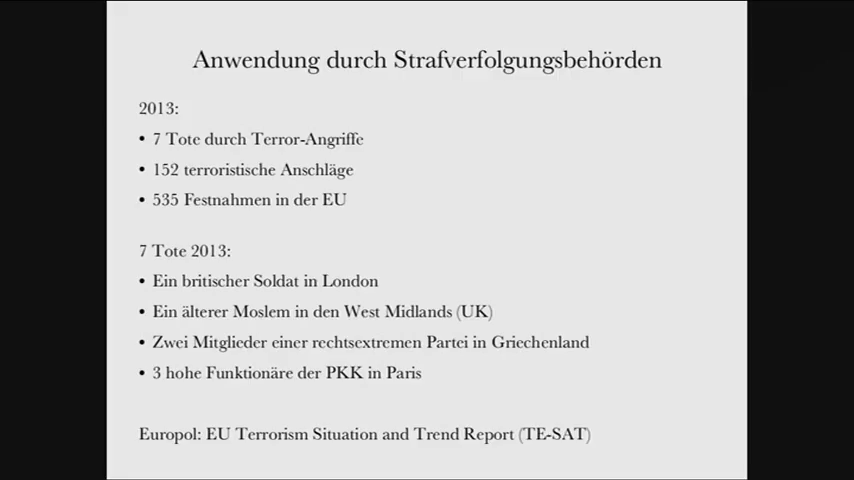 Anwendung durch Strafverfolgungsbehörden
2013:
• 7 Tote durch Terror-Angriffe
• 152 terroristische Anschläge
• 535 Festnahmen in der EU
7 Tote 2013:
• Ein britischer Soldat in London
• Ein älterer Moslem in den West Midlands (UK)
• Zwei Mitglieder einer rechtsextremen Partei in Griechenland
• 3 hohe Funktionäre der PKK in Paris
Europol: EU Terrorism Situation and Trend Report (TE-SAT)